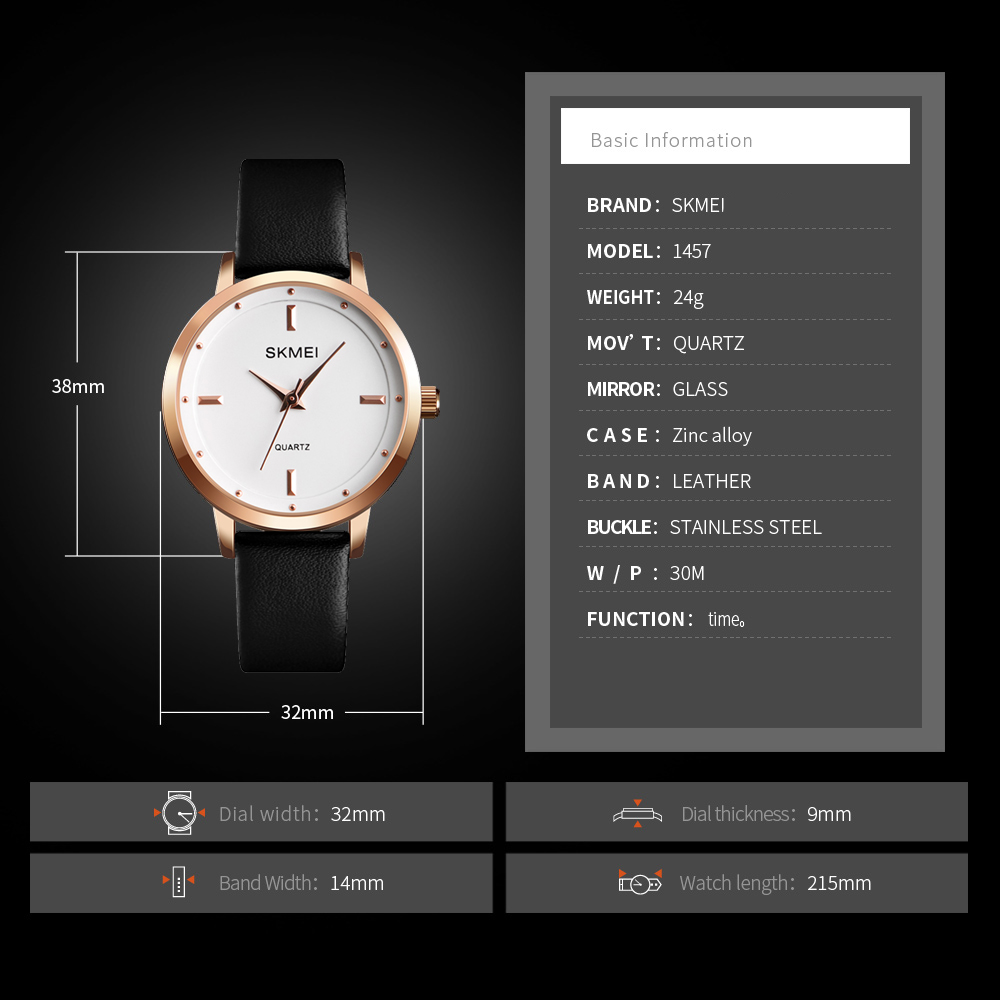 Basic Information
BRAND： SKMEI
MODEL： 1457
WEIGHT： 24g
MOV’ T： QUARTZ
MIRROR： GLASS
CASE： Zinc alloy
BAND： LEATHER
BUCKLE： STAINLESS STEEL
W / P ： 30M
FUNCTION： time。
SKMEI
QUARTZ
38mm
32mm
Dial width： 32mm
Dial thickness： 9mm
Band Width： 14mm
Watch length： 215mm